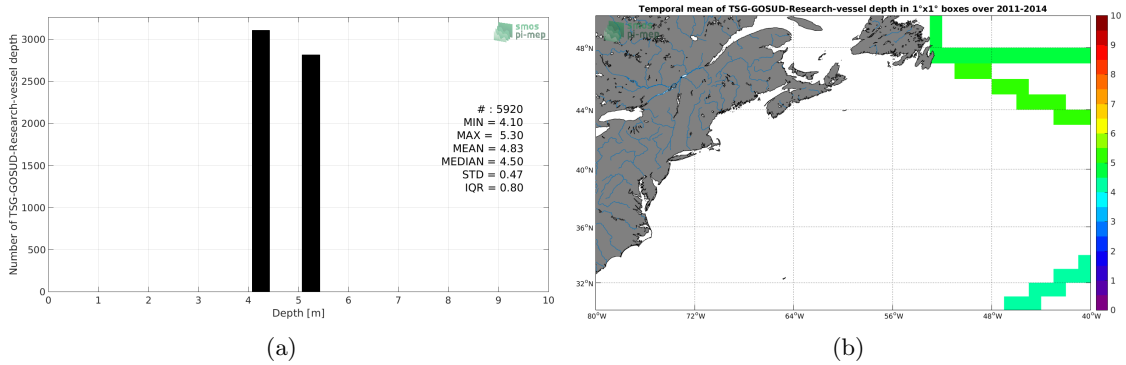 smos
pi-mep
Number of TSG-GOSUD-Research-vessel depth
3000
2500
2000
1500
1000
500
0
# : 5920
MIN = 4.10
MAX = 5.30
MEAN = 4.83
MEDIAN = 4.50
STD = 0.47
IQR = 0.80
0 1 2 3 4 5 6 7 8 9 10
Depth [m]
(a)
Temporal mean of TSG-GOSUD-Research-vessel depth in 1°x1° boxes over 2011-2014
smos
pi-mep
48°N
44°N
40°N
36°N
32°N
80°W 72°W 64°W 56°W 48°W 40°W
10
9
8
7
6
5
4
3
2
1
0
(b)